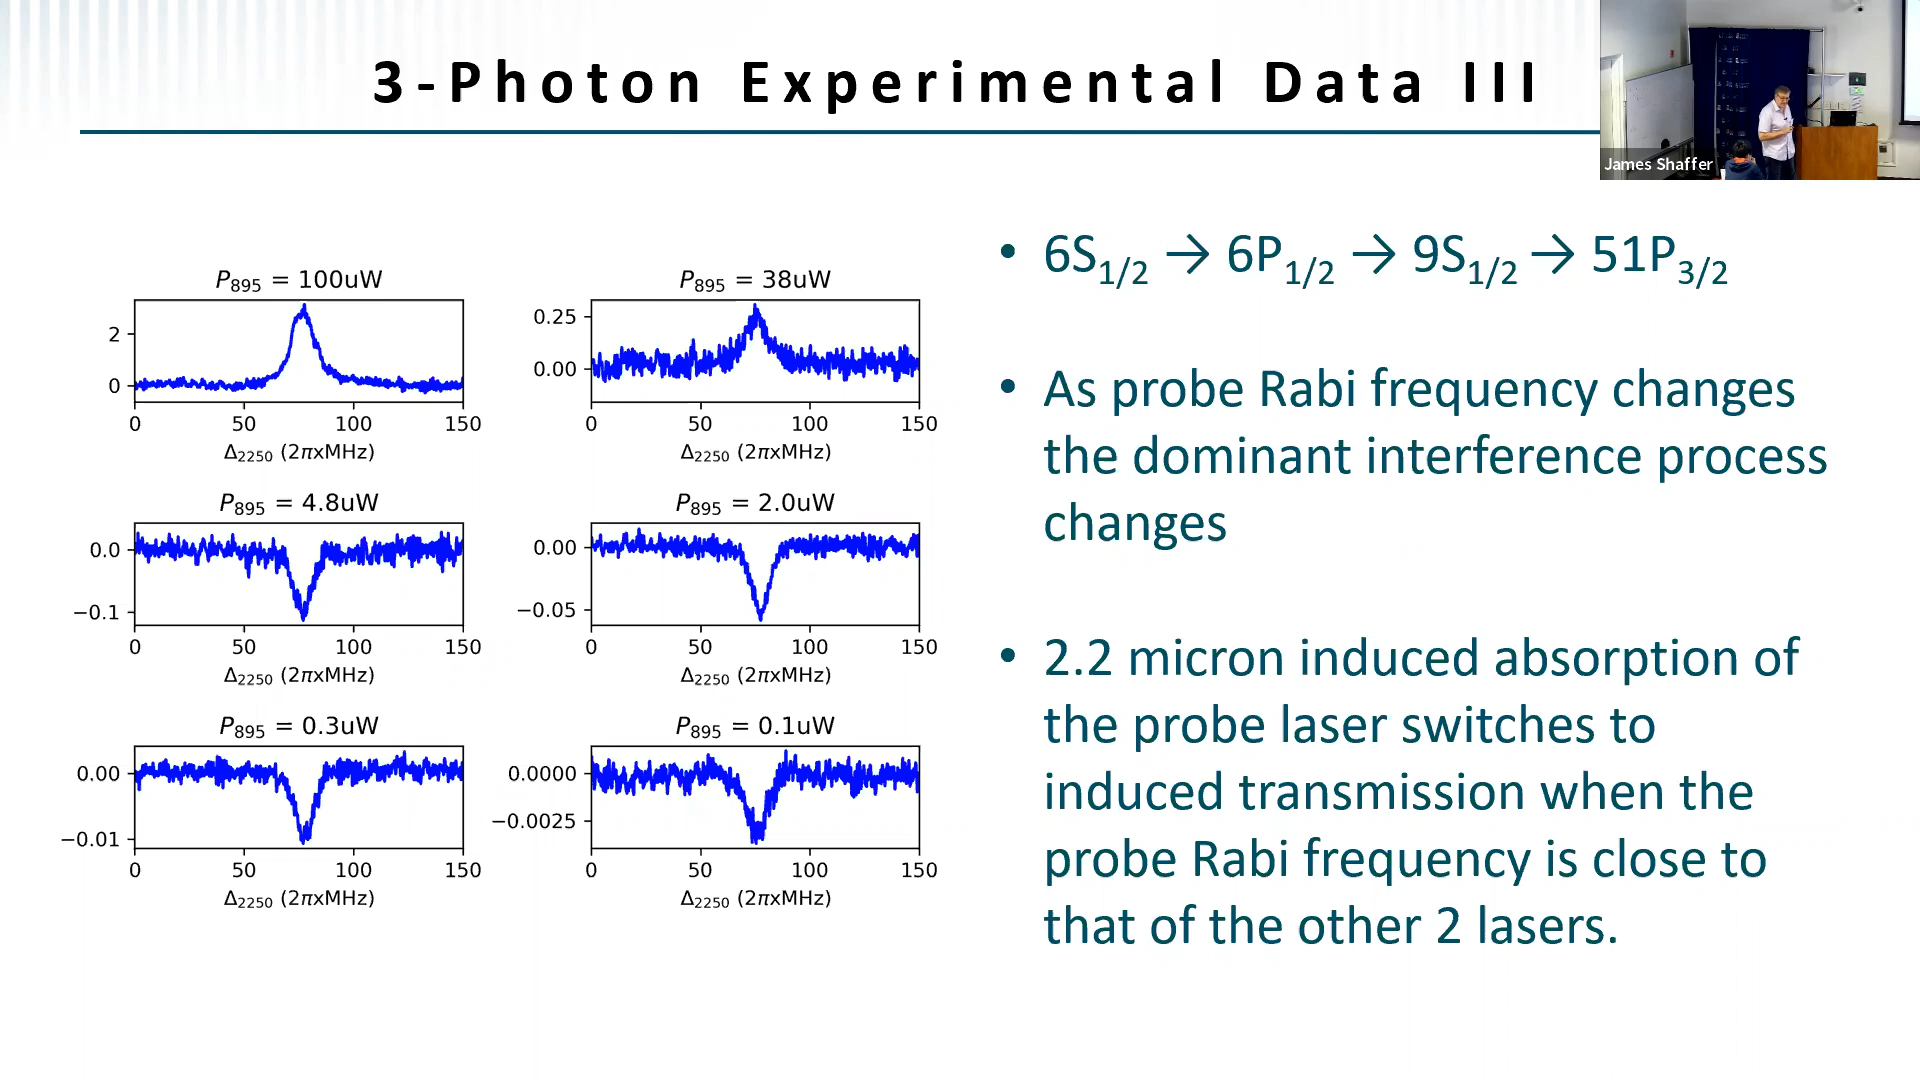 3-Photon Experimental Data III
James Shaffer
P895 = 100uW
2
0
0 50 100 150
Δ2250 (2πxMHz)
P895 = 38uW
0.25
0.00
0 50 100 150
Δ2250 (2πxMHz)
P895 = 4.8uW
0.0
−0.1
0 50 100 150
Δ2250 (2πxMHz)
P895 = 2.0uW
0.00
−0.05
0 50 100 150
Δ2250 (2πxMHz)
P895 = 0.3uW
0.00
−0.01
0 50 100 150
Δ2250 (2πxMHz)
P895 = 0.1uW
0.0000
−0.0025
0 50 100 150
Δ2250 (2πxMHz)
• 6S1/2 → 6P1/2 → 9S1/2 → 51P3/2
• As probe Rabi frequency changes
the dominant interference process
changes
• 2.2 micron induced absorption of
the probe laser switches to
induced transmission when the
probe Rabi frequency is close to
that of the other 2 lasers.